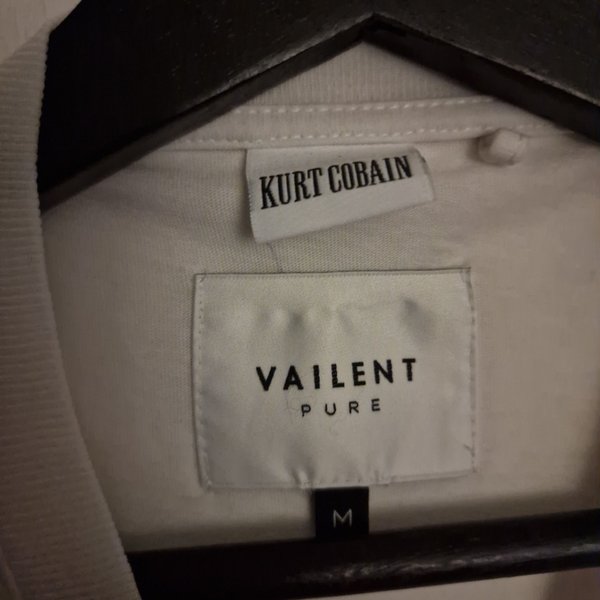 KURT COBAIN
VAILENT
PURE
M